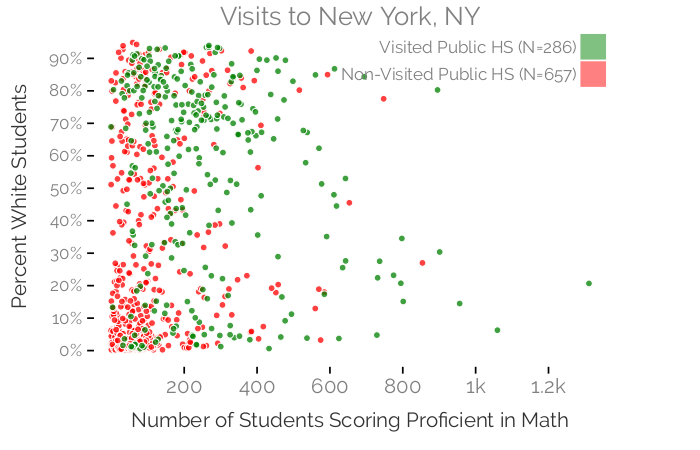 Visits to New York, NY
Visited Public HS (N=286)
Non-Visited Public HS (N=657)
Percent White Students
90%
80%
70%
60%
50%
40%
30%
20%
10%
0%
200 400 600 800 1k 1.2k
Number of Students Scoring Proficient in Math